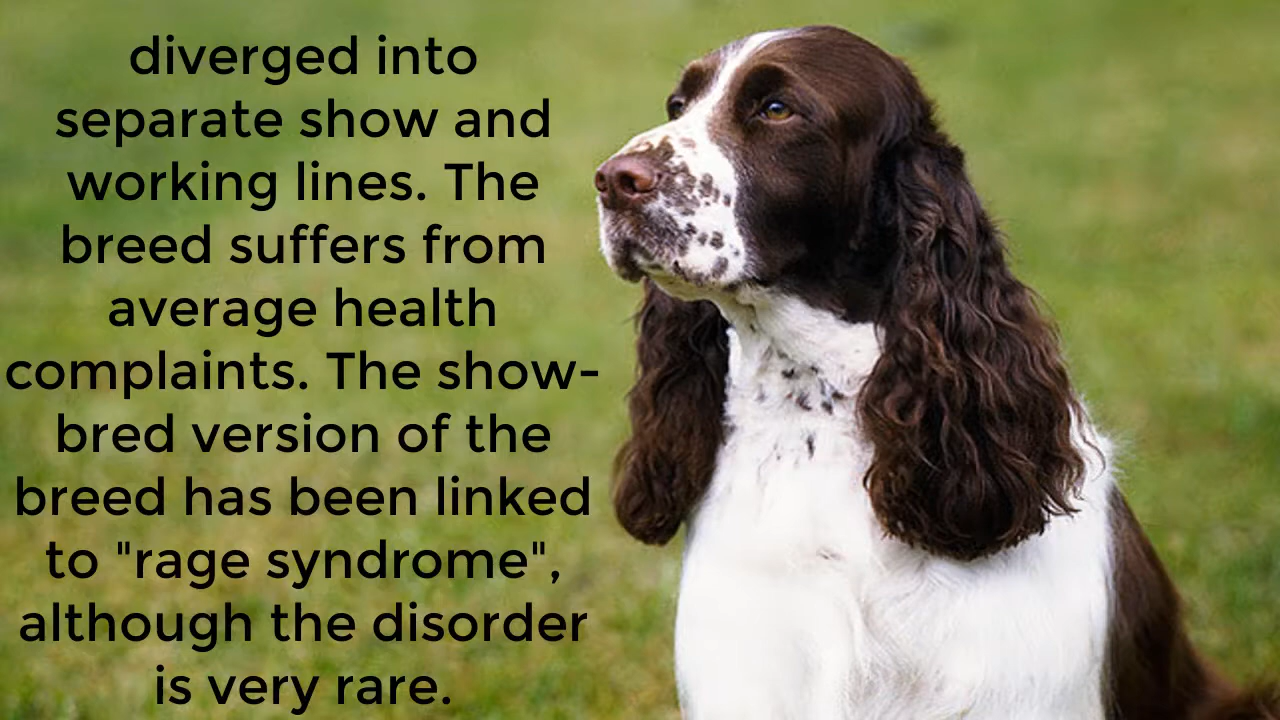 diverged into
separate show and
working lines. The
breed suffers from
average health
complaints. The show-
bred version of the
breed has been linked
to "rage syndrome",
although the disorder
is very rare.